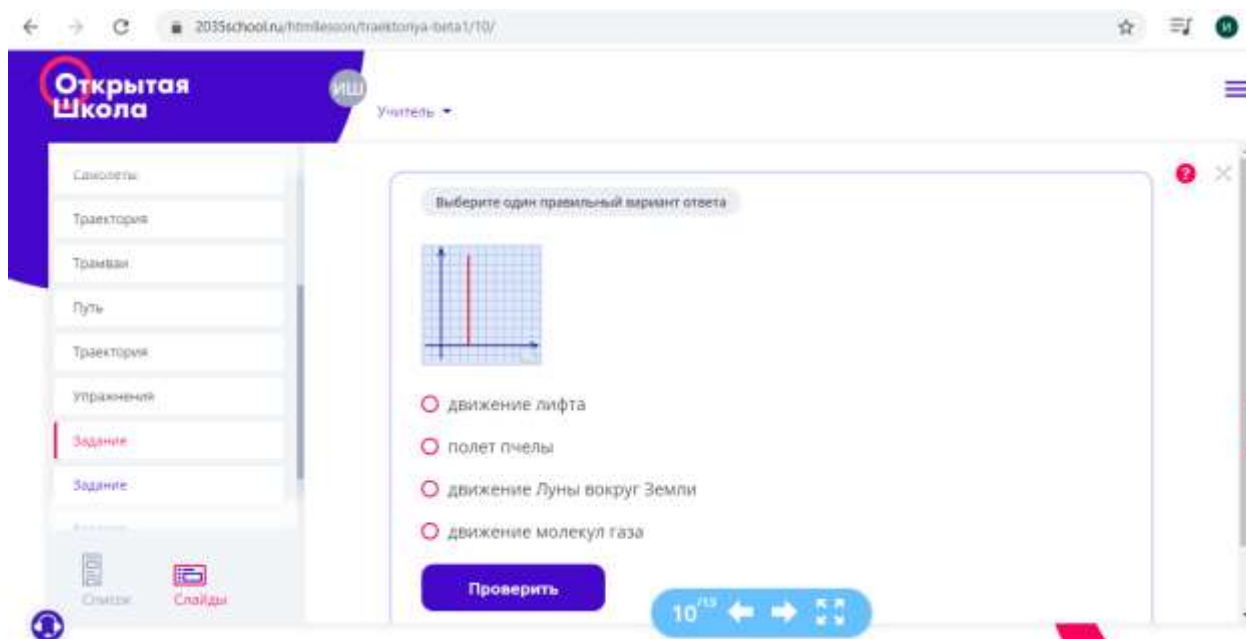 2035school.ru/htmllesson/traektoriya-beta1/10/
Открытая
Школа
ИШ
Учитель
И
Самолеты
Траектория
Трамваи
Путь
Траектория
Упражнения
Задание
Задание
Список
Слайды
Выберите один правильный вариант ответа
движение лифта
полет пчелы
движение Луны вокруг Земли
движение молекул газа
Проверить
?